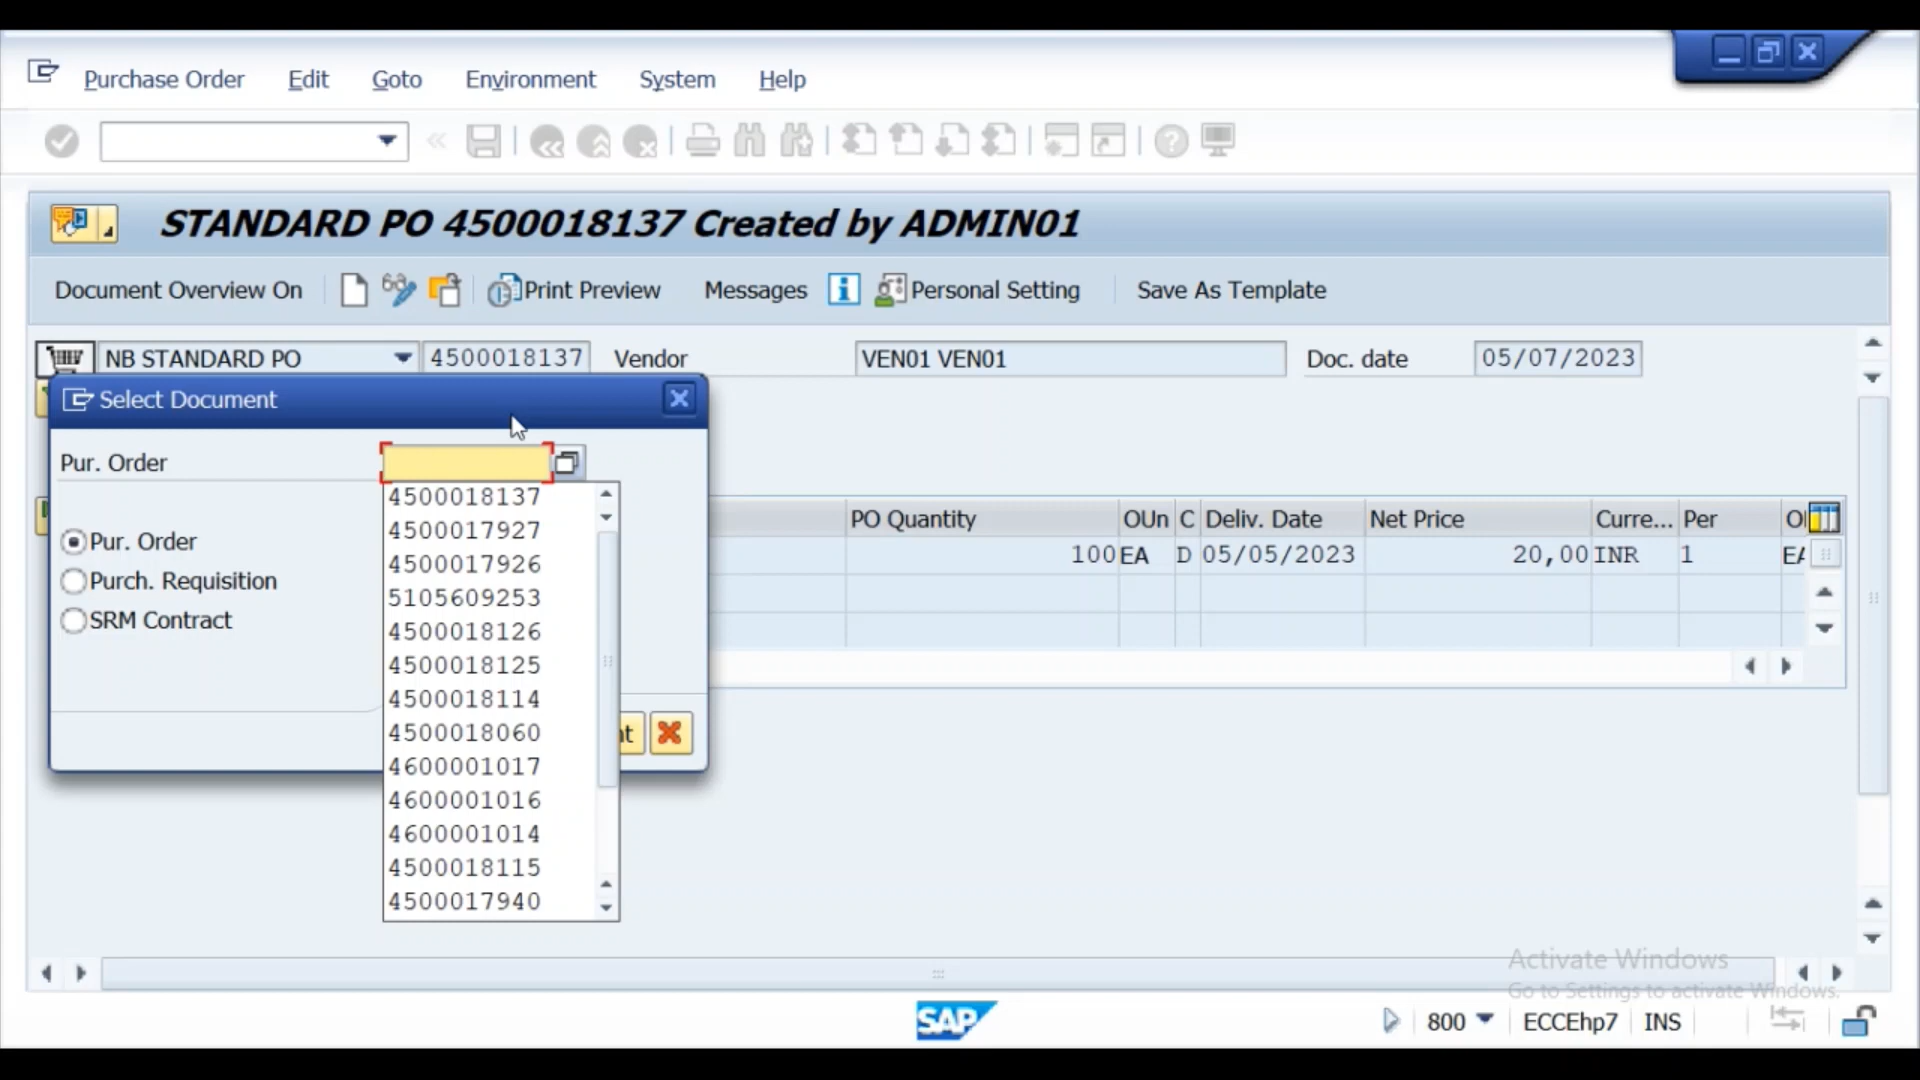 Purchase Order Edit Goto Environment System Help
STANDARD PO 4500018137 Created by ADMIN01
Document Overview On Print Preview Messages Personal Setting Save As Template
NB STANDARD PO 4500018137 Vendor VEN01 VEN01 Doc. date 05/07/2023
Select Document
Pur. Order
Pur. Order
Purch. Requisition
SRM Contract
4500018137
4500017927
4500017926
5105609253
4500018126
4500018125
4500018114
4500018060
4600001017
4600001016
4600001014
4500018115
4500017940
nt
PO Quantity OUn C Deliv. Date Net Price Curre... Per
100 EA D 05/05/2023 20,00 INR 1 EA
Activate Windows
Go to Settings to activate Windows.
SAP 800 ECCEhp7 INS